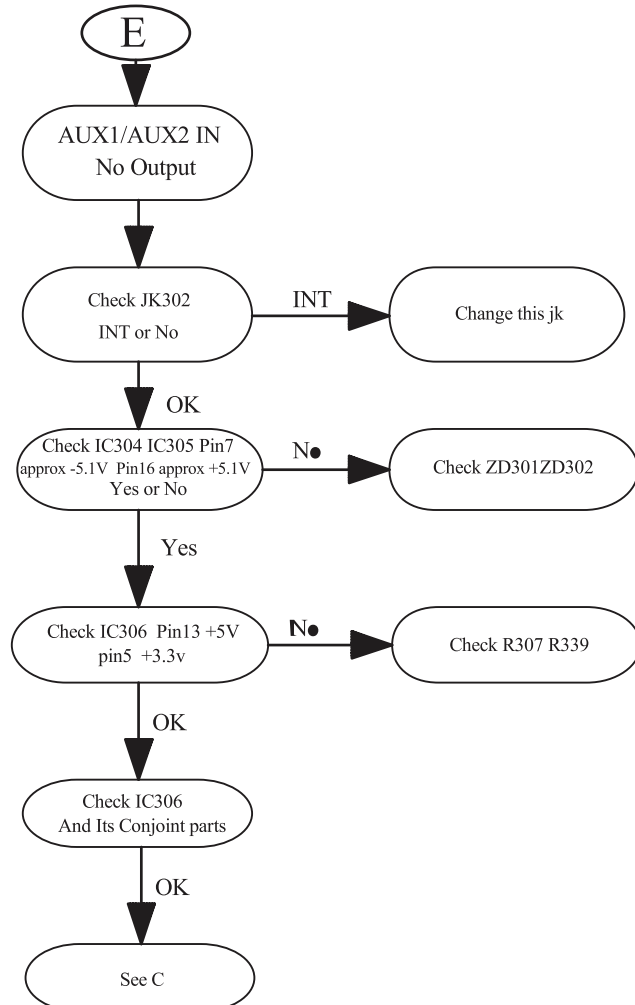 E
AUX1/AUX2 IN
No Output
Check JK302
INT or No
INT
Change this jk
OK
Check IC304 IC305 Pin7
approx -5.1V Pin16 approx +5.1V
Yes or No
No
Check ZD301ZD302
Yes
Check IC306 Pin13 +5V
pin5 +3.3v
No
Check R307 R339
OK
Check IC306
And Its Conjoint parts
OK
See C